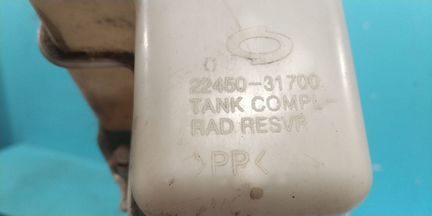 22450-31700
TANK COMPL-
RAD RESVR
>PP<